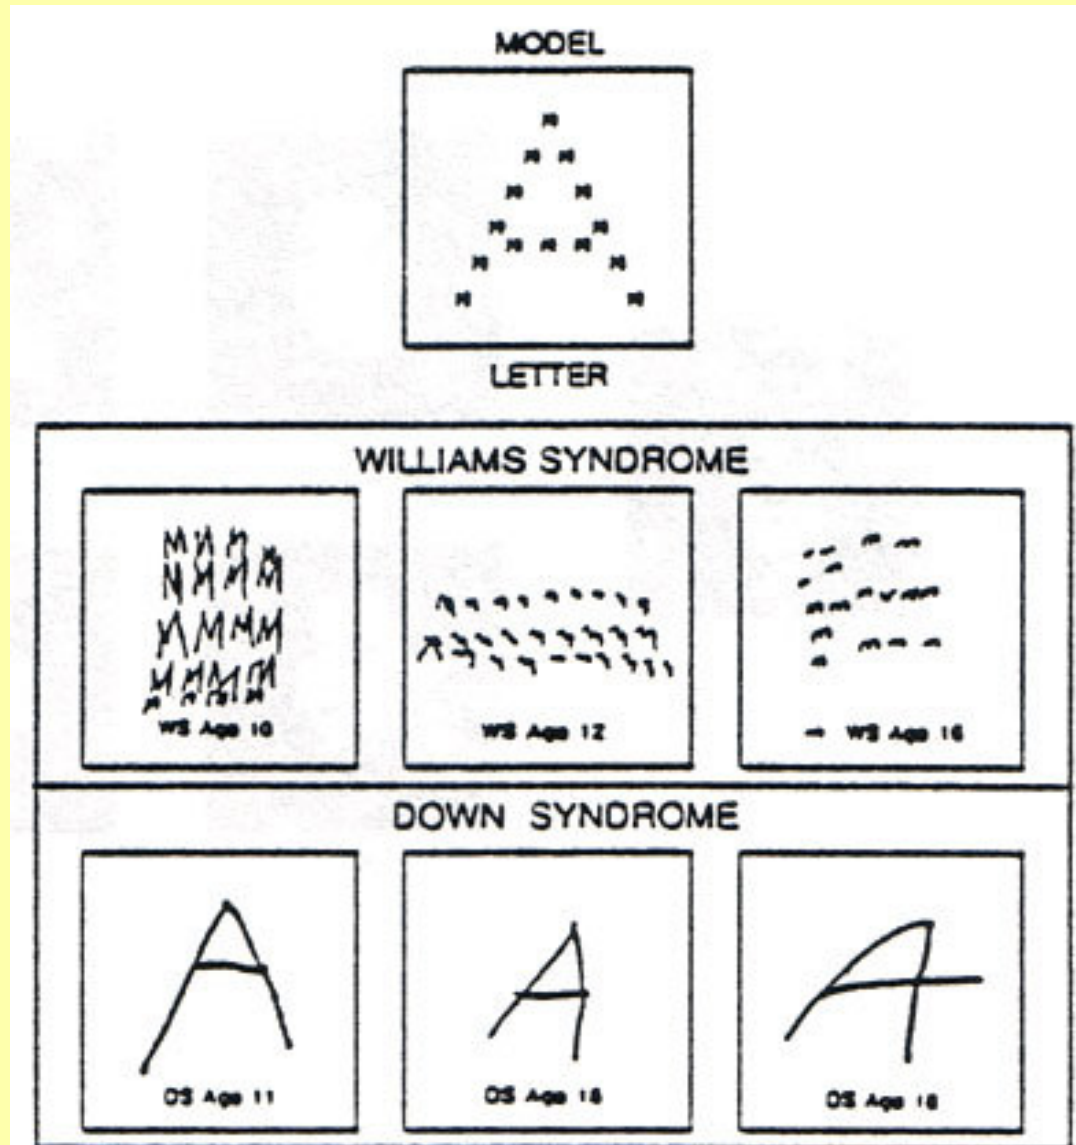 MODEL
LETTER
WILLIAMS SYNDROME
WS Age 10
WS Age 12
WS Age 16
DOWN SYNDROME
DS Age 11
DS Age
DS Age 18
A A A